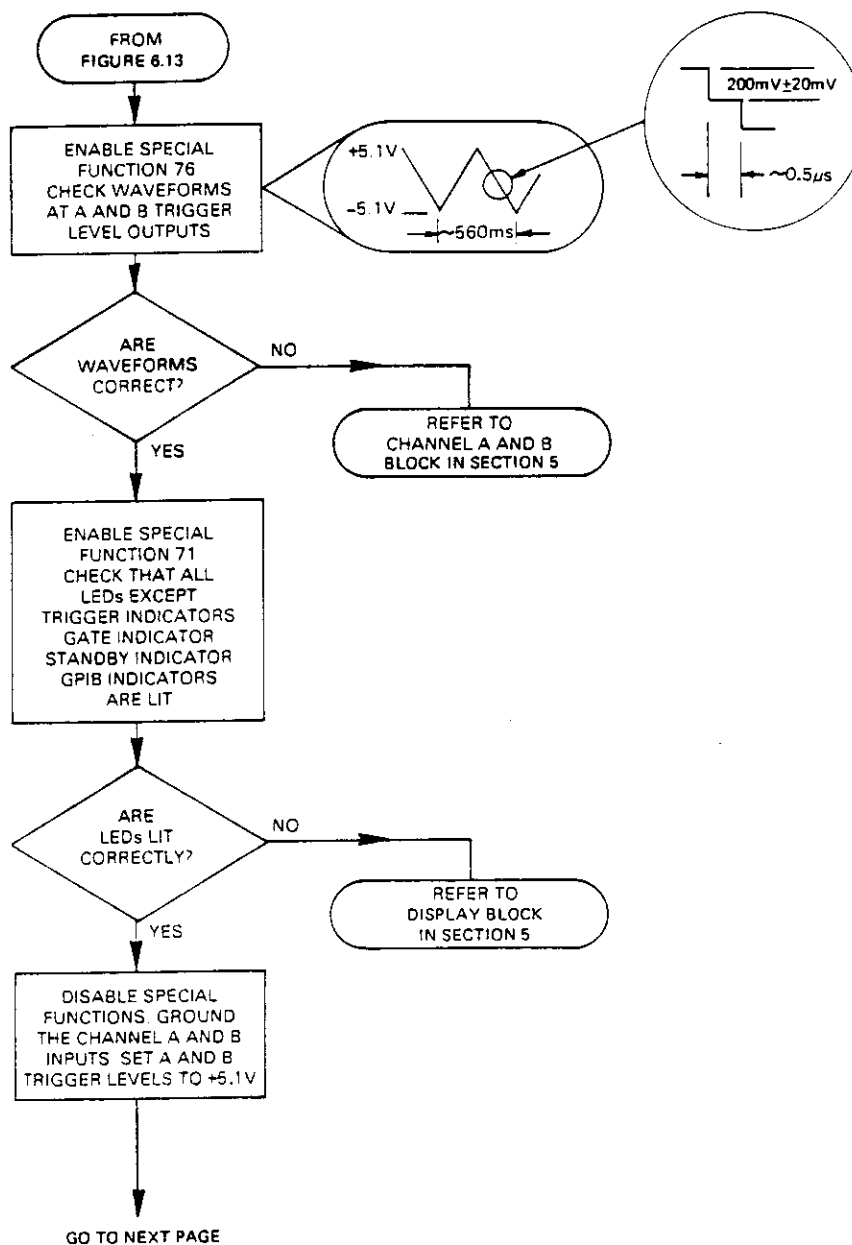 FROM
FIGURE 6.13
ENABLE SPECIAL
FUNCTION 76
CHECK WAVEFORMS
AT A AND B TRIGGER
LEVEL OUTPUTS
+5.1V
-5.1V
~560ms
200mV±20mV
~0.5μs
ARE
WAVEFORMS
CORRECT?
NO
REFER TO
CHANNEL A AND B
BLOCK IN SECTION 5
YES
ENABLE SPECIAL
FUNCTION 71
CHECK THAT ALL
LEDs EXCEPT
TRIGGER INDICATORS
GATE INDICATOR
STANDBY INDICATOR
GPIB INDICATORS
ARE LIT
ARE
LEDs LIT
CORRECTLY?
NO
REFER TO
DISPLAY BLOCK
IN SECTION 5
YES
DISABLE SPECIAL
FUNCTIONS. GROUND
THE CHANNEL A AND B
INPUTS SET A AND B
TRIGGER LEVELS TO +5.1V
GO TO NEXT PAGE